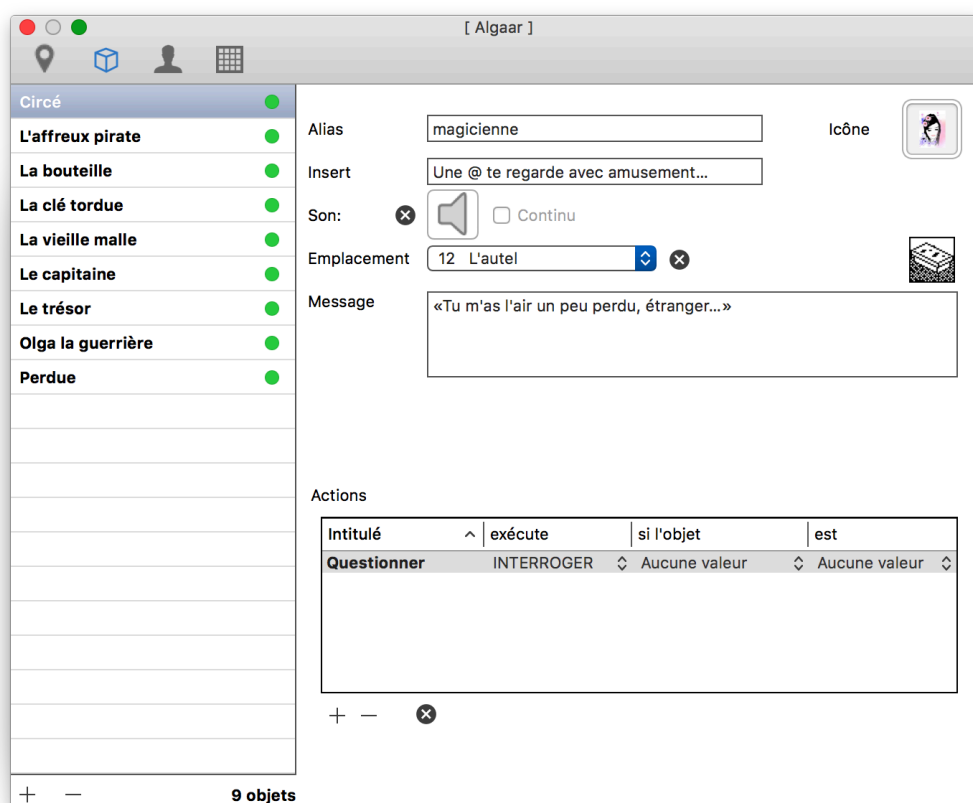 [ Algaar ]
Circé
L'affreux pirate
La bouteille
La clé tordue
La vieille malle
Le capitaine
Le trésor
Olga la guerrière
Perdue
9 objets
Alias
magicienne
Icône
Insert
Une @ te regarde avec amusement...
Son:
Continu
Emplacement
12 L'autel
Message
«Tu m'as l'air un peu perdu, étranger...»
Actions
Intitulé exécute si l'objet est
Questionner INTERROGER Aucune valeur Aucune valeur